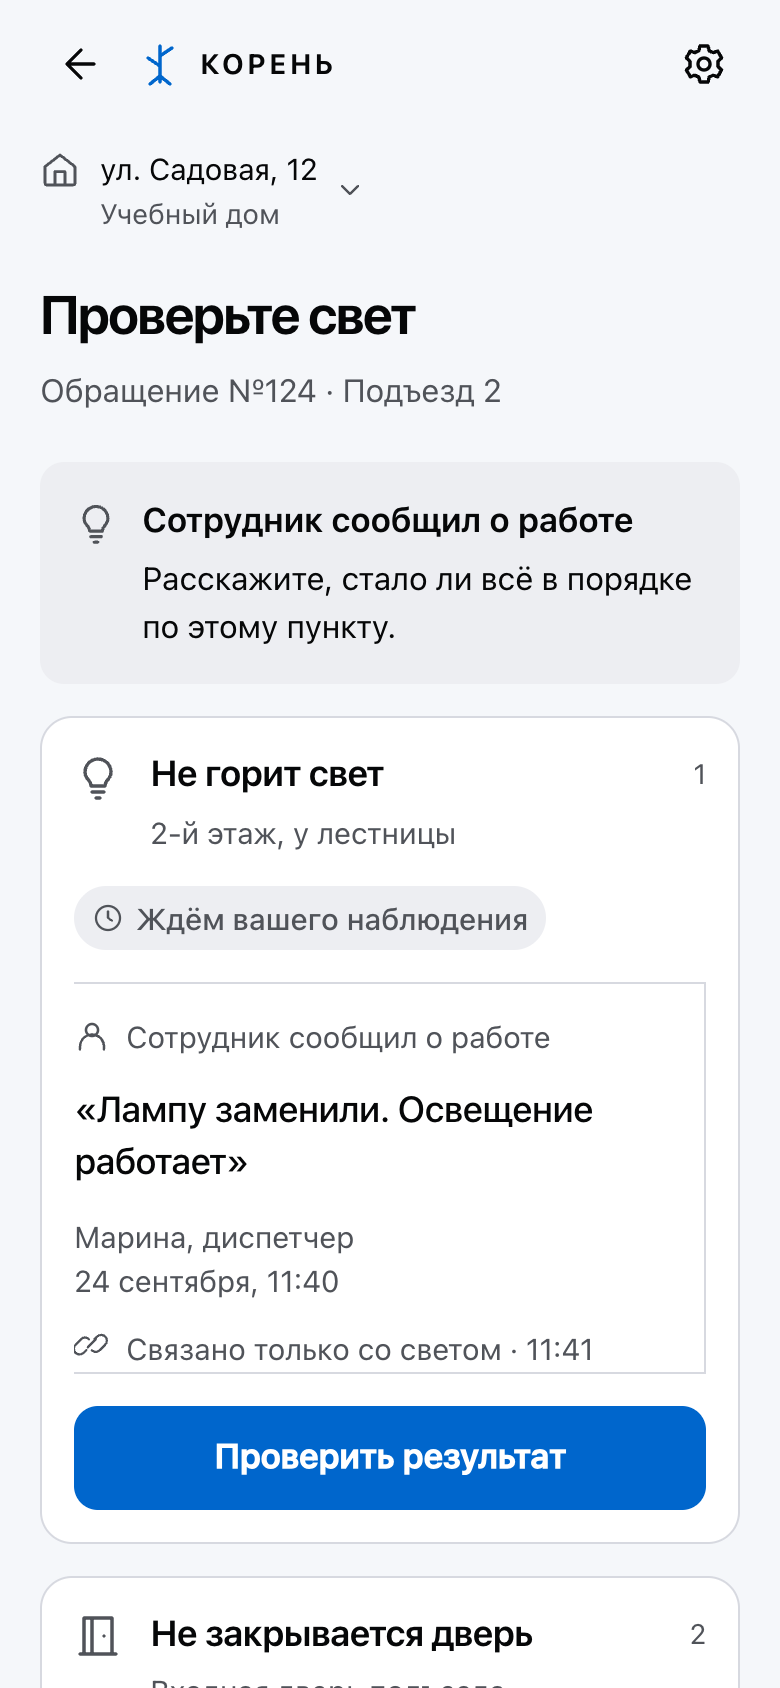 КОРЕНЬ
ул. Садовая, 12
Учебный дом
Проверьте свет
Обращение №124 · Подъезд 2
Сотрудник сообщил о работе
Расскажите, стало ли всё в порядке
по этому пункту.
Не горит свет
1
2-й этаж, у лестницы
Ждём вашего наблюдения
Сотрудник сообщил о работе
«Лампу заменили. Освещение
работает»
Марина, диспетчер
24 сентября, 11:40
Связано только со светом · 11:41
Проверить результат
Не закрывается дверь
2